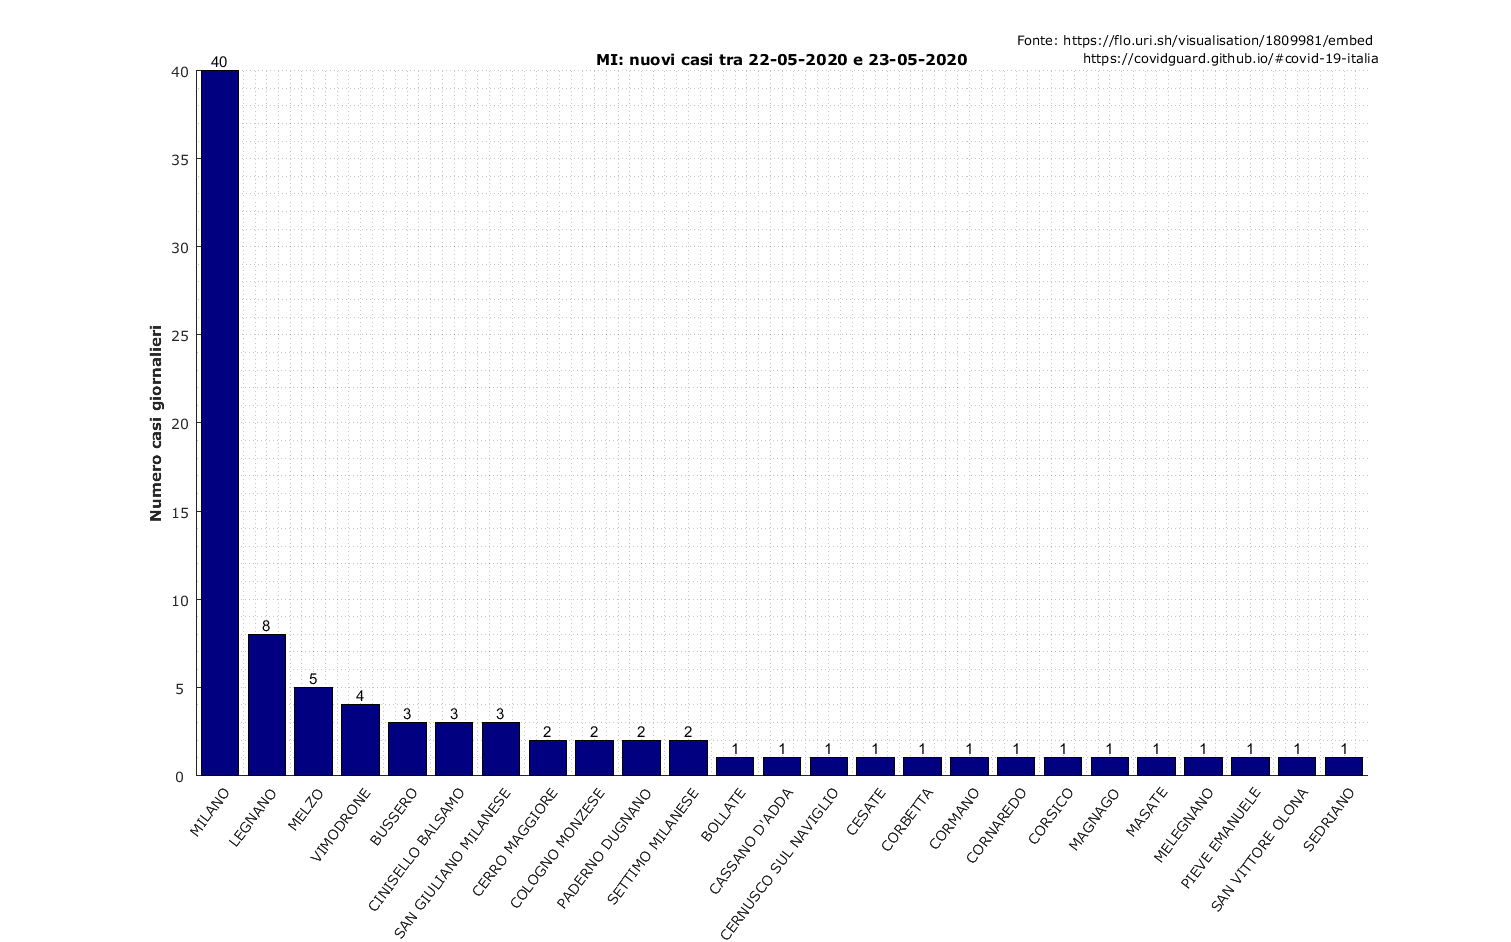 Fonte: https://flo.uri.sh/visualisation/1809981/embed
https://covidguard.github.io/#covid-19-italia
MI: nuovi casi tra 22-05-2020 e 23-05-2020
Numero casi giornalieri
40
35
30
25
20
15
10
5
0
40
8
5
4
3
3
3
2
2
2
2
1
1
1
1
1
1
1
1
1
1
1
1
1
1
MILANO
LEGNANO
MELZO
VIMODRONE
BUSSERO
CINISELLO BALSAMO
SAN GIULIANO MILANESE
CERRO MAGGIORE
COLOGNO MONZESE
PADERNO DUGNANO
SETTIMO MILANESE
BOLLATE
CASSANO D'ADDA
CERNUSCO SUL NAVIGLIO
CESATE
CORBETTA
CORMANO
CORNAREDO
CORSICO
MAGNAGO
MASATE
MELEGNANO
PIEVE EMANUELE
SAN VITTORE OLONA
SEDRIANO